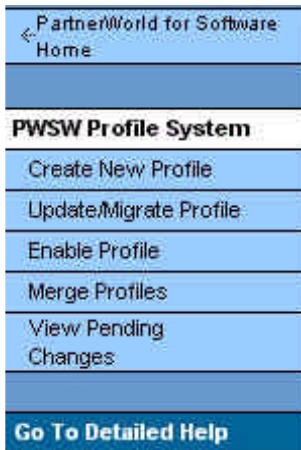 PartnerWorld for Software
Home
PWSW Profile System
Create New Profile
Update/Migrate Profile
Enable Profile
Merge Profiles
View Pending
Changes
Go To Detailed Help